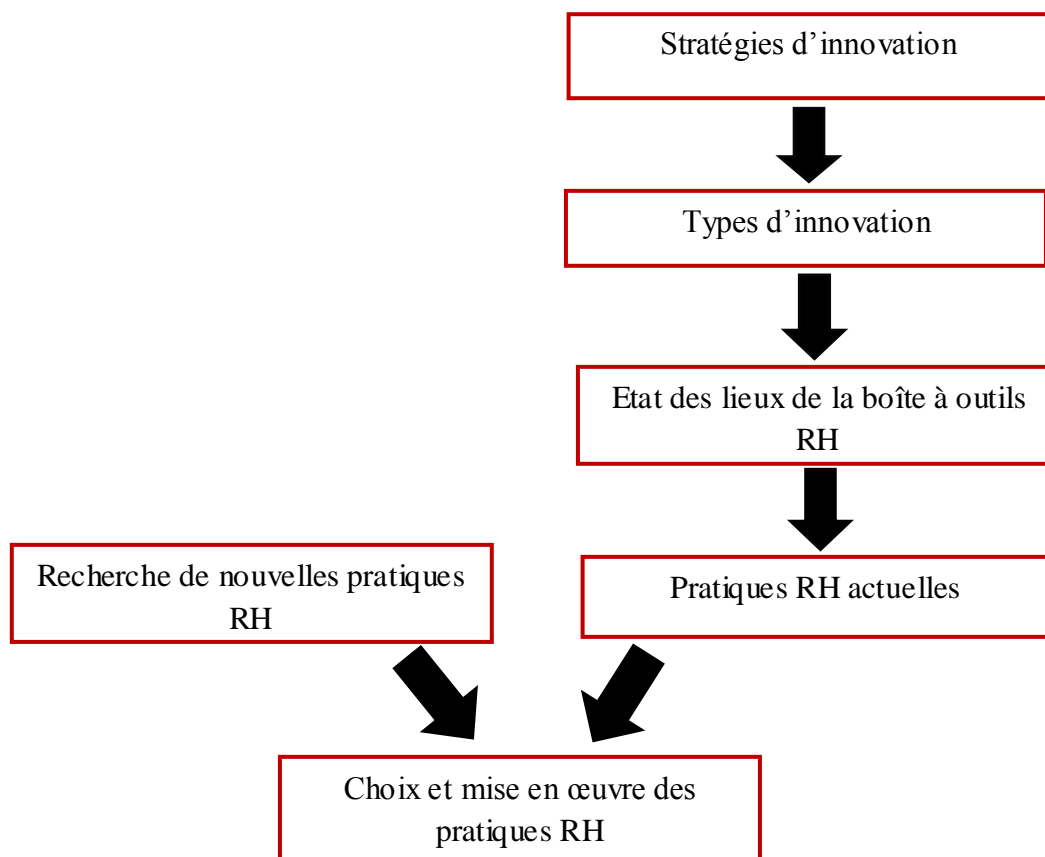 Stratégies d’innovation
Types d’innovation
Etat des lieux de la boîte à outils
RH
Recherche de nouvelles pratiques
RH
Pratiques RH actuelles
Choix et mise en œuvre des
pratiques RH